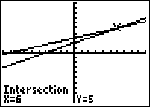 Intersection
X=6 Y=5